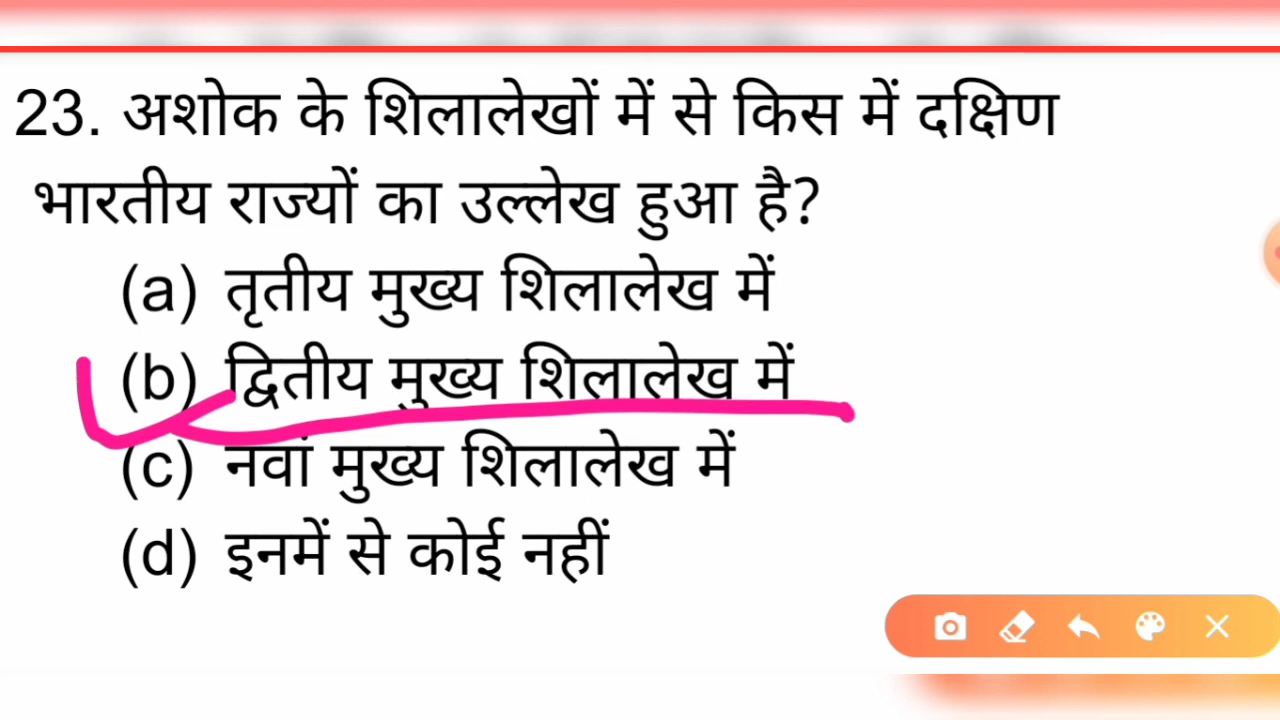 23. अशोक के शिलालेखों में से किस में दक्षिण
भारतीय राज्यों का उल्लेख हुआ है?
(a) तृतीय मुख्य शिलालेख में
(b) द्वितीय मुख्य शिलालेख में
(c) नवां मुख्य शिलालेख में
(d) इनमें से कोई नहीं